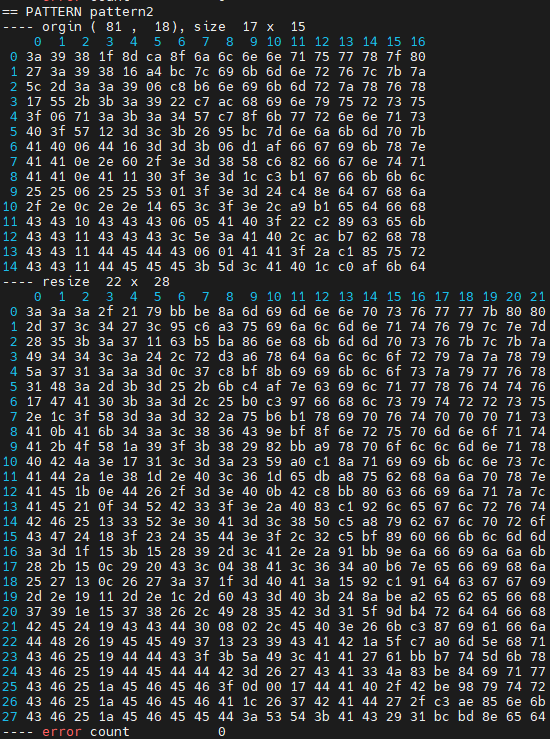 error count 0
== PATTERN pattern2
---- orgin ( 81 , 18), size 17 x 15
0 1 2 3 4 5 6 7 8 9 10 11 12 13 14 15 16
0 3a 39 38 1f 8d ca 8f 6a 6c 6e 6e 71 75 77 78 7f 80
1 27 3a 39 38 16 a4 bc 7c 69 6b 6d 6e 72 76 7c 7b 7a
2 5c 2d 3a 3a 39 06 c8 b6 6e 69 6b 6d 72 7a 78 76 78
3 17 55 2b 3b 3a 39 22 c7 ac 68 69 6e 79 75 72 73 75
4 3f 06 71 3a 3b 3a 34 57 c7 8f 6b 77 72 6e 6e 71 73
5 40 3f 57 12 3d 3c 3b 26 95 bc 7d 6e 6a 6b 6d 70 7b
6 41 40 06 44 16 3d 3d 3b 06 d1 af 66 67 69 6b 78 7e
7 41 41 0e 2e 60 2f 3e 3d 38 58 c6 82 66 67 6e 74 71
8 41 41 0e 41 11 30 3f 3e 3d 1c c3 b1 67 66 6b 6b 6c
9 25 25 06 25 25 53 01 3f 3e 3d 24 c4 8e 64 67 68 6a
10 2f 2e 0c 2e 2e 14 65 3c 3f 3e 2c a9 b1 65 64 66 68
11 43 43 10 43 43 43 06 05 41 40 3f 22 c2 89 63 65 6b
12 43 43 11 43 43 43 3c 5e 3a 41 40 2c ac b7 62 68 78
13 43 43 11 44 45 44 43 06 01 41 41 3f 2a c1 85 75 72
14 43 43 11 44 45 45 45 3b 5d 3c 41 40 1c c0 af 6b 64
---- resize 22 x 28
0 1 2 3 4 5 6 7 8 9 10 11 12 13 14 15 16 17 18 19 20 21
0 3a 3a 3a 2f 21 79 bb be 8a 6d 69 6d 6e 6e 70 73 76 77 77 7b 80 80
1 2d 37 3c 34 27 3c 95 c6 a3 75 69 6a 6c 6d 6e 71 74 76 79 7c 7e 7d
2 28 35 3b 3a 37 11 63 b5 ba 86 6e 68 6b 6d 6d 70 73 76 7b 7c 7b 7a
3 49 34 34 3c 3a 24 2c 72 d3 a6 78 64 6a 6c 6c 6f 72 79 7a 7a 78 79
4 5a 37 31 3a 3a 3d 0c 37 c8 bf 8b 69 69 6b 6c 6f 73 7a 79 77 76 78
5 31 48 3a 2d 3b 3d 25 2b 6b c4 af 7e 63 69 6c 71 77 78 76 74 74 76
6 17 47 41 30 3b 3a 3d 2c 25 b0 c3 97 66 68 6c 73 79 74 72 72 73 75
7 2e 1c 3f 58 3d 3a 3d 32 2a 75 b6 b1 78 69 70 76 74 70 70 70 71 73
8 41 0b 41 6b 34 3a 3c 38 36 43 9e bf 8f 6e 72 75 70 6d 6e 6f 71 77
9 41 2b 4f 58 1a 39 3f 3b 38 29 82 bb a9 78 70 6f 6c 6c 6d 6e 71 78
10 40 42 4a 3e 17 31 3c 3d 3a 23 59 a0 c1 8a 71 69 69 6b 6c 6e 73 7c
11 41 44 2a 1e 38 1d 2e 40 3c 36 1d 65 db a8 75 62 68 6a 6a 70 78 7e
12 41 45 1b 0e 44 26 2f 3d 3e 40 0b 42 c8 bb 80 63 66 69 6a 71 7a 7c
13 41 45 21 0f 34 52 42 33 3f 3e 2a 40 83 c1 92 6c 65 67 6c 72 76 74
14 42 46 25 13 33 52 3e 30 41 3d 3c 38 50 c5 a8 79 62 67 6c 70 72 6f
15 43 47 24 18 3f 23 24 35 44 3e 3f 2c 32 c5 bf 89 60 66 6b 6c 6d 6d
16 3a 3d 1f 15 3b 15 28 39 2d 3c 41 2e 2a 91 bb 9e 6a 66 69 6a 6a 6b
17 28 2b 15 0c 29 20 43 3c 04 38 41 3c 36 34 a0 b6 7e 65 66 69 68 6a
18 25 27 13 0c 26 27 3a 37 1f 3d 40 41 3a 15 92 c1 91 64 63 67 67 69
19 2d 2e 19 11 2d 2e 1c 2d 60 43 3d 40 3b 24 8a be a2 65 62 65 66 68
20 37 39 1e 15 37 38 26 2c 49 28 35 42 3d 31 5f 9d b4 72 64 64 66 68
21 42 45 24 19 43 43 44 30 08 02 2c 45 40 3e 26 6b c3 87 69 61 66 6a
22 44 48 26 19 45 45 49 37 13 23 39 43 41 42 1a 5f c7 a0 6d 5e 68 71
23 43 46 25 19 44 44 43 3f 3b 5a 49 3c 41 41 27 61 bb b7 74 5d 6b 78
24 43 46 25 19 44 45 44 44 42 3d 26 27 43 41 33 4a 83 be 84 69 71 77
25 43 46 25 1a 45 46 45 46 3f 0d 00 17 44 41 40 2f 42 be 98 79 74 72
26 43 46 25 1a 45 46 45 46 41 1c 26 37 42 41 44 27 2f c3 ae 85 6e 6b
27 43 46 25 1a 45 46 45 45 44 3a 53 54 3b 41 43 29 31 bc bd 8e 65 64
---- error count 0